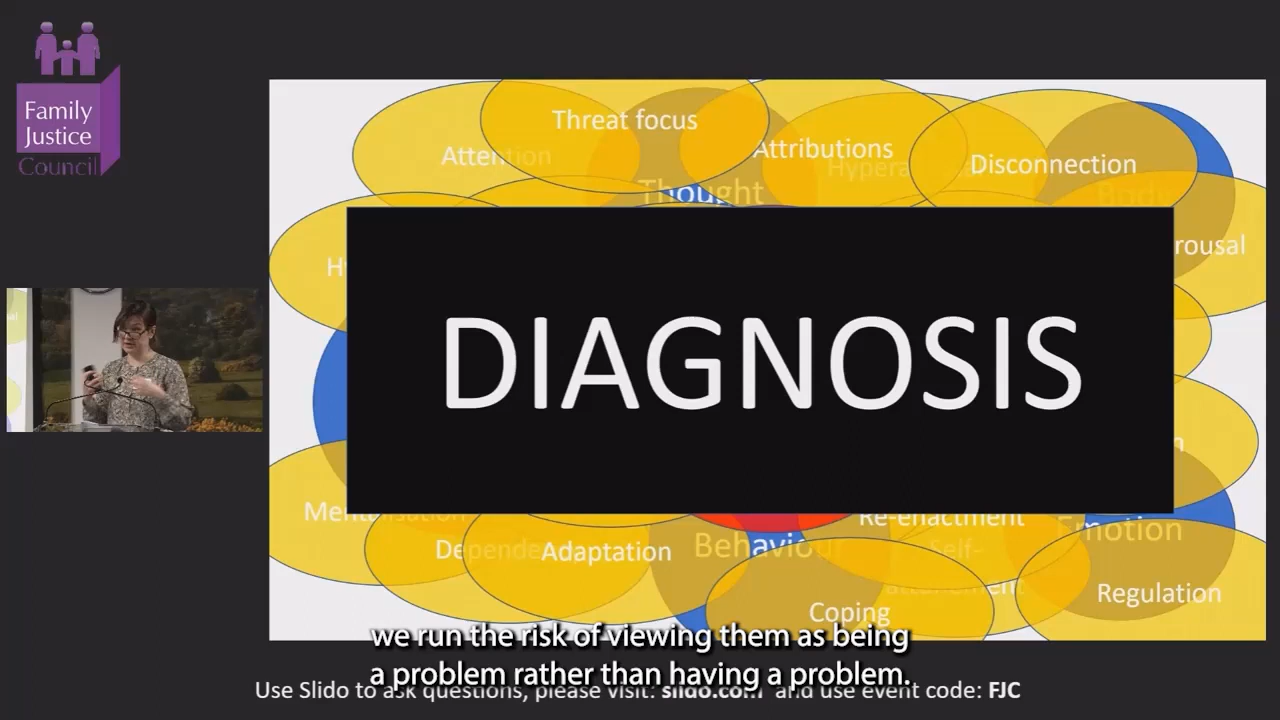 Family
Justice
Council
Threat focus
Attention
Attributions
Disconnection
Thought
rousal
DIAGNOSIS
Re-enactment
Adaptation
Behaviour
Self-
Emotion
Regulation
Coping
we run the risk of viewing them as being
a problem rather than having a problem.
Use Slido to ask questions, please visit: slido.com and use event code: FJC